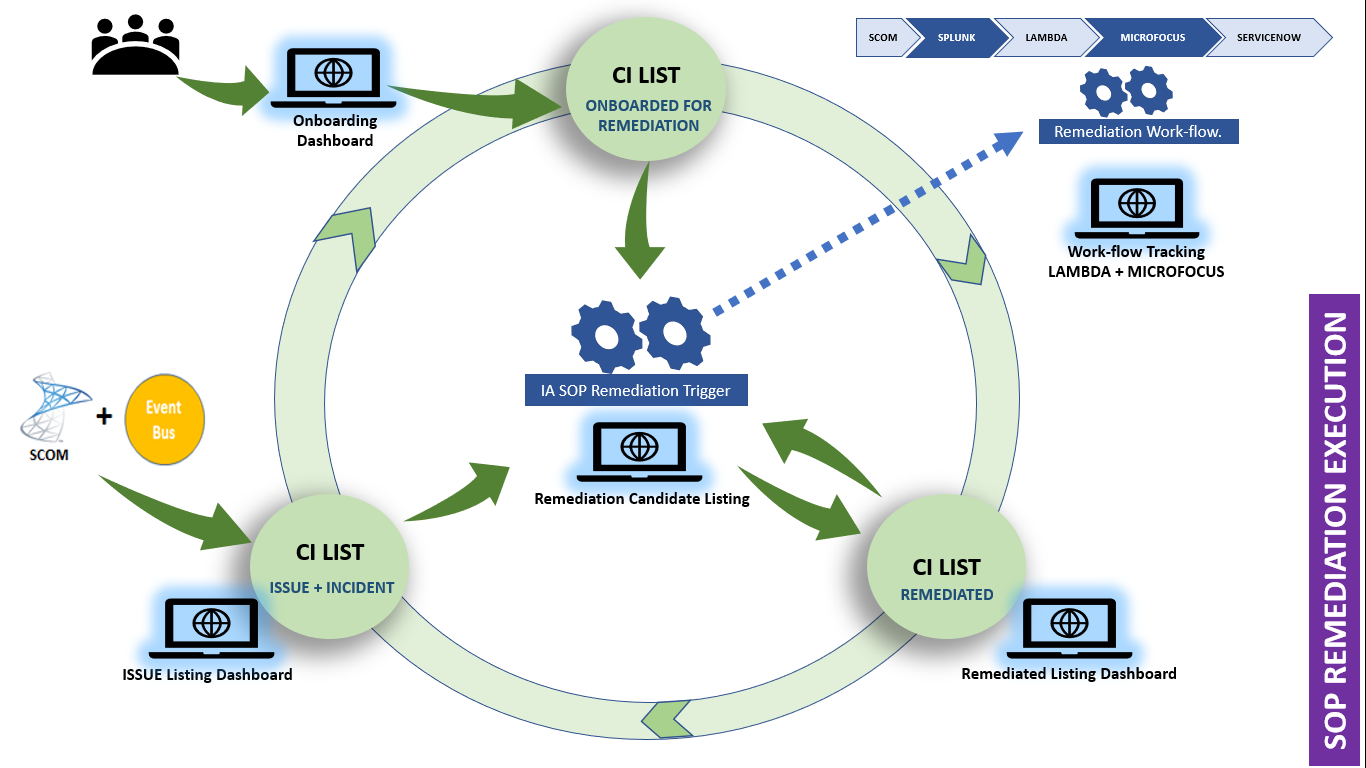 SCOM
SPLUNK
LAMBDA
MICROFOCUS
SERVICENOW
CI LIST
ONBOARDED FOR
REMEDIATION
Onboarding
Dashboard
Remediation Work-flow.
Work-flow Tracking
LAMBDA + MICROFOCUS
IA SOP Remediation Trigger
Remediation Candidate Listing
SCOM
+
Event
Bus
CI LIST
ISSUE + INCIDENT
ISSUE Listing Dashboard
CI LIST
REMEDIATED
Remediated Listing Dashboard
SOP REMEDIATION EXECUTION